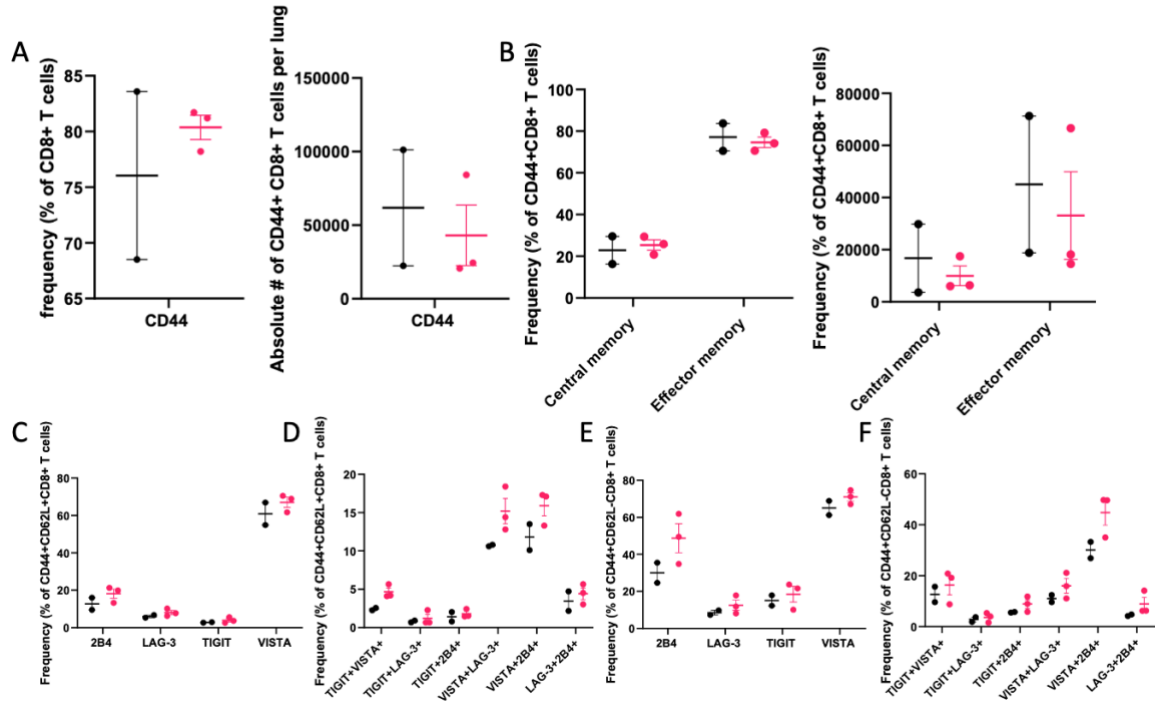 A
frequency (% of CD8+ T cells)
85
80
75
70
65
CD44
Absolute # of CD44+ CD8+ T cells per lung
150000
100000
50000
0
CD44
B
Frequency (% of CD44+CD8+ T cells)
100
80
60
40
20
0
Central memory
Effector memory
Frequency (% of CD44+CD8+ T cells)
80000
60000
40000
20000
0
Central memory
Effector memory
C
Frequency (% of CD44+CD62L+CD8+ T cells)
80
60
40
20
0
2B4
LAG-3
TIGIT
VISTA
D
Frequency (% of CD44+CD62L+CD8+ T cells)
20
15
10
5
0
TIGIT+VISTA+
TIGIT+LAG-3+
TIGIT+2B4+
VISTA+LAG-3+
VISTA+2B4+
LAG-3+2B4+
E
Frequency (% of CD44+CD62L-CD8+ T cells)
80
60
40
20
0
2B4
LAG-3
TIGIT
VISTA
F
Frequency (% of CD44+CD62L-CD8+ T cells)
60
40
20
0
TIGIT+VISTA+
TIGIT+LAG-3+
TIGIT+2B4+
VISTA+LAG-3+
VISTA+2B4+
LAG-3+2B4+